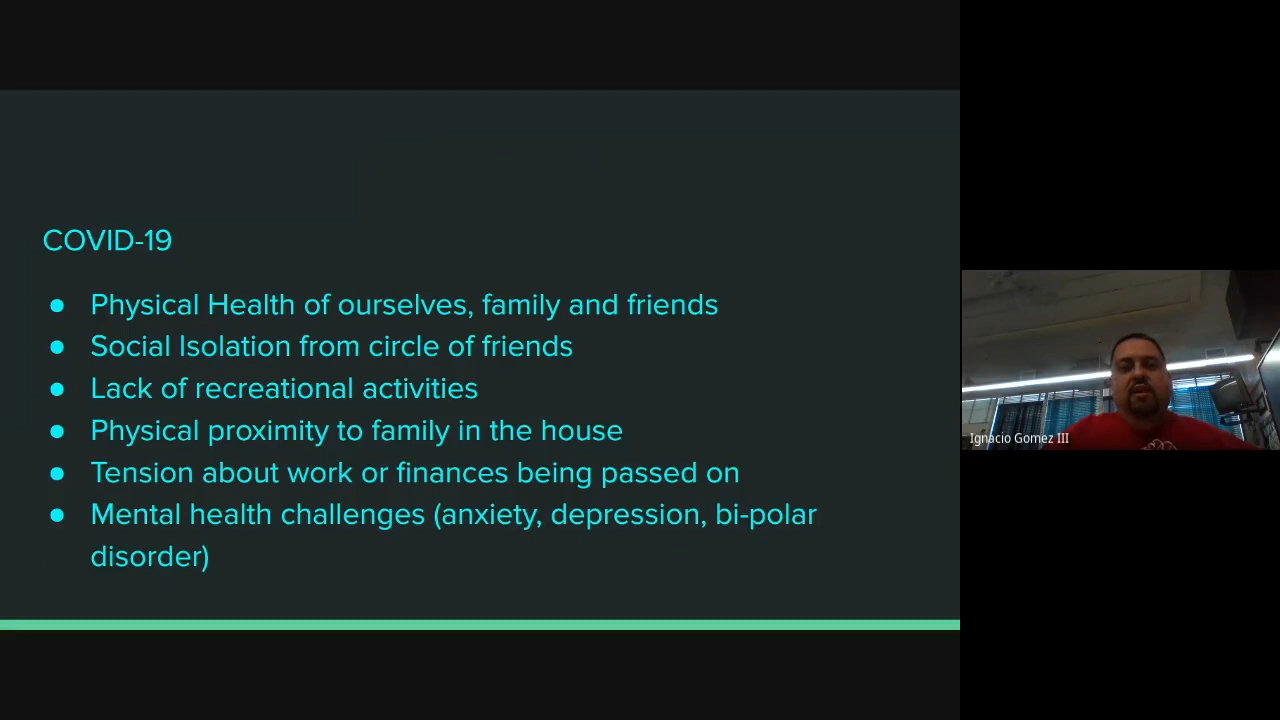 COVID-19
● Physical Health of ourselves, family and friends
● Social Isolation from circle of friends
● Lack of recreational activities
● Physical proximity to family in the house
● Tension about work or finances being passed on
● Mental health challenges (anxiety, depression, bi-polar
disorder)
Ignacio Gomez III